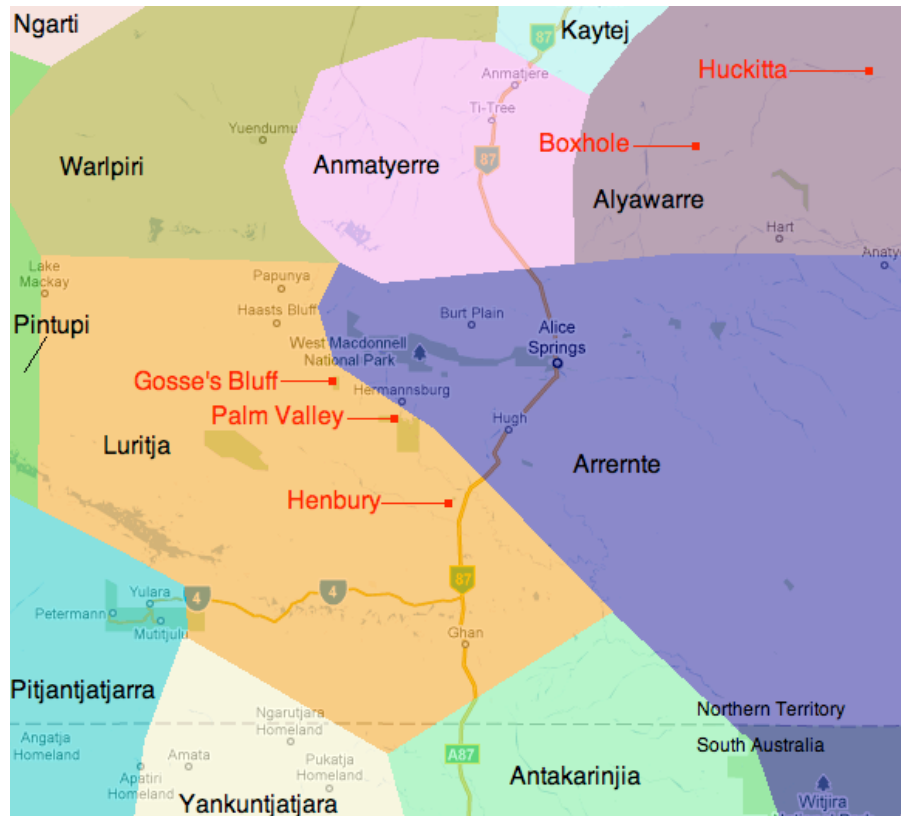 Ngarti
87
Kaytej
Huckitta
Anmatjere
Ti-Tree
Yuendumu
Boxhole
Warlpiri
Anmatyerre
87
Alyawarre
Hart
Anaty
Lake
Mackay
Papunya
Haasts Bluff
Burt Plain
Pintupi
Alice
Springs
West Macdonnell
National Park
Gosse's Bluff
Hermannsburg
Palm Valley
Hugh
Luritja
Arrernte
Henbury
87
4
4
Yulara
Petermann
Mutitjulu
Ghan
Pitjantjatjarra
Northern Territory
Ngarutjara
Homeland
South Australia
Angatja
Homeland
Amata
Pukatja
Homeland
A87
Apatiri
Homeland
Antakarinjia
Yankuntjatjara
Witjira